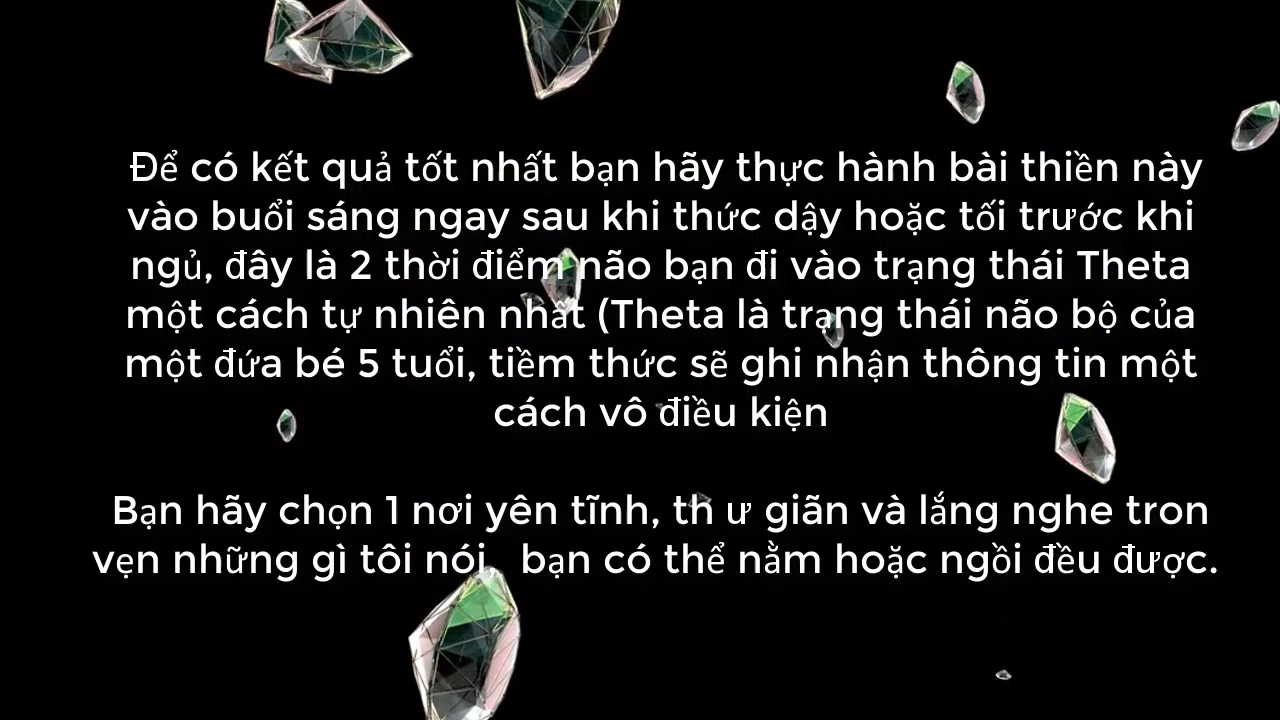 Để có kết quả tốt nhất bạn hãy thực hành bài thiền này
vào buổi sáng ngay sau khi thức dậy hoặc tối trước khi
ngủ, đây là 2 thời điểm não bạn đi vào trạng thái Theta
một cách tự nhiên nhất (Theta là trạng thái não bộ của
một đứa bé 5 tuổi, tiềm thức sẽ ghi nhận thông tin một
cách vô điều kiện
Bạn hãy chọn 1 nơi yên tĩnh, th ư giãn và lắng nghe tron
vẹn những gì tôi nói bạn có thể nằm hoặc ngồi đều được.